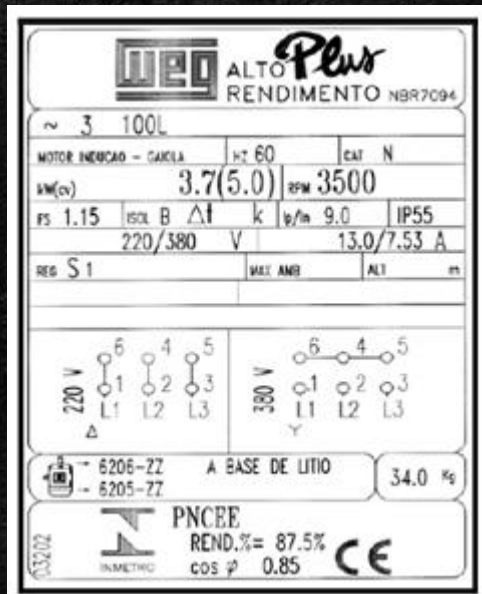 WEG
ALTO Plus
RENDIMENTO NBR7094
~ 3 100L
MOTOR INDUCAO - GAIOLA HZ 60 CAT N
kW(cv) 3.7(5.0) RPM 3500
FS 1.15 ISOL B Δt k Ip/In 9.0 IP55
220/380 V 13.0/7.53 A
REG S1 MAX AMB ALT m
6 4 5 6 4 5
220 V 380 V
1 2 3 1 2 3
L1 L2 L3 L1 L2 L3
Δ Y
6206-ZZ A BASE DE LITIO 34.0 Kg
6205-ZZ
PNCEE
REND.%= 87.5%
cos φ 0.85 CE
INMETRO
03202